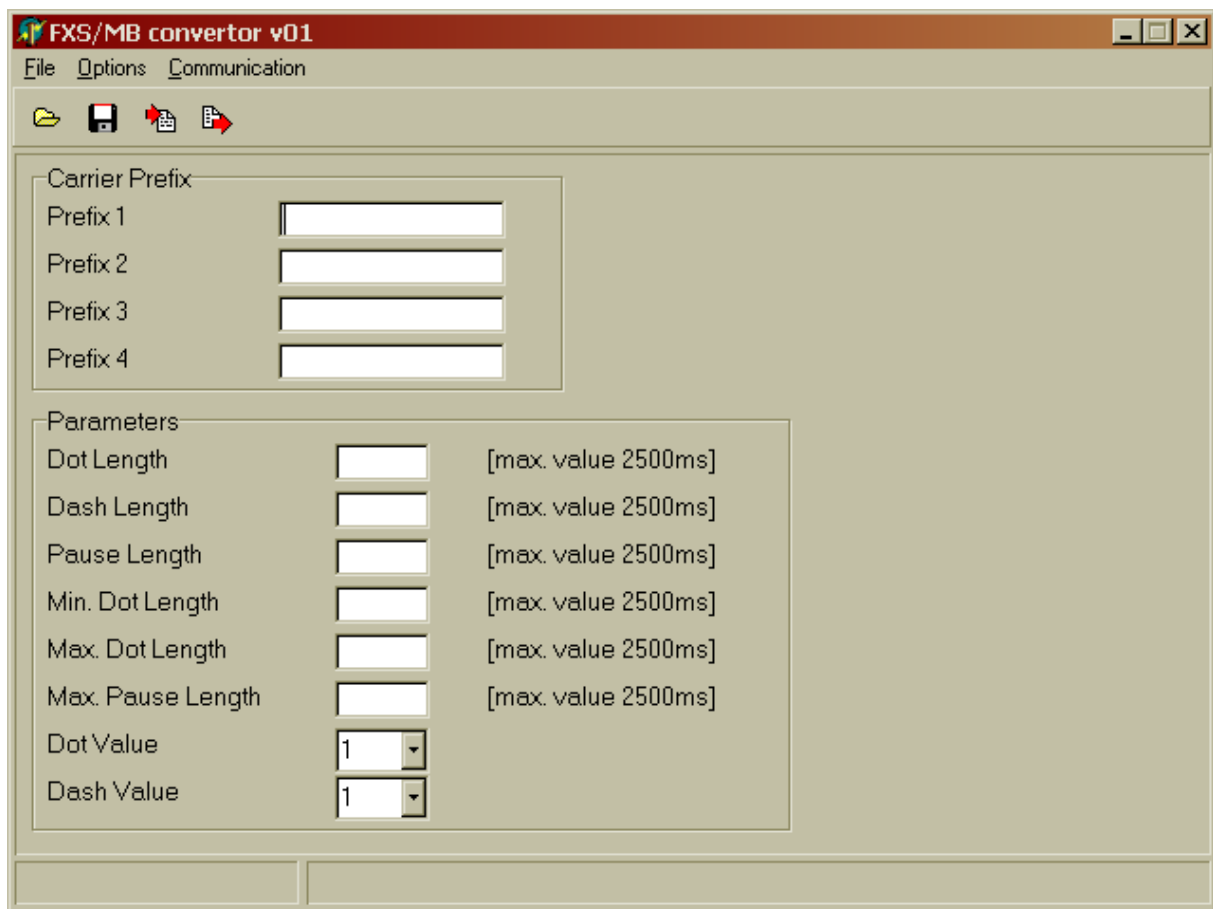 FXS/MB convertor v01
File Options Communication
Carrier Prefix
Prefix 1
Prefix 2
Prefix 3
Prefix 4
Parameters
Dot Length [max. value 2500ms]
Dash Length [max. value 2500ms]
Pause Length [max. value 2500ms]
Min. Dot Length [max. value 2500ms]
Max. Dot Length [max. value 2500ms]
Max. Pause Length [max. value 2500ms]
Dot Value 1
Dash Value 1